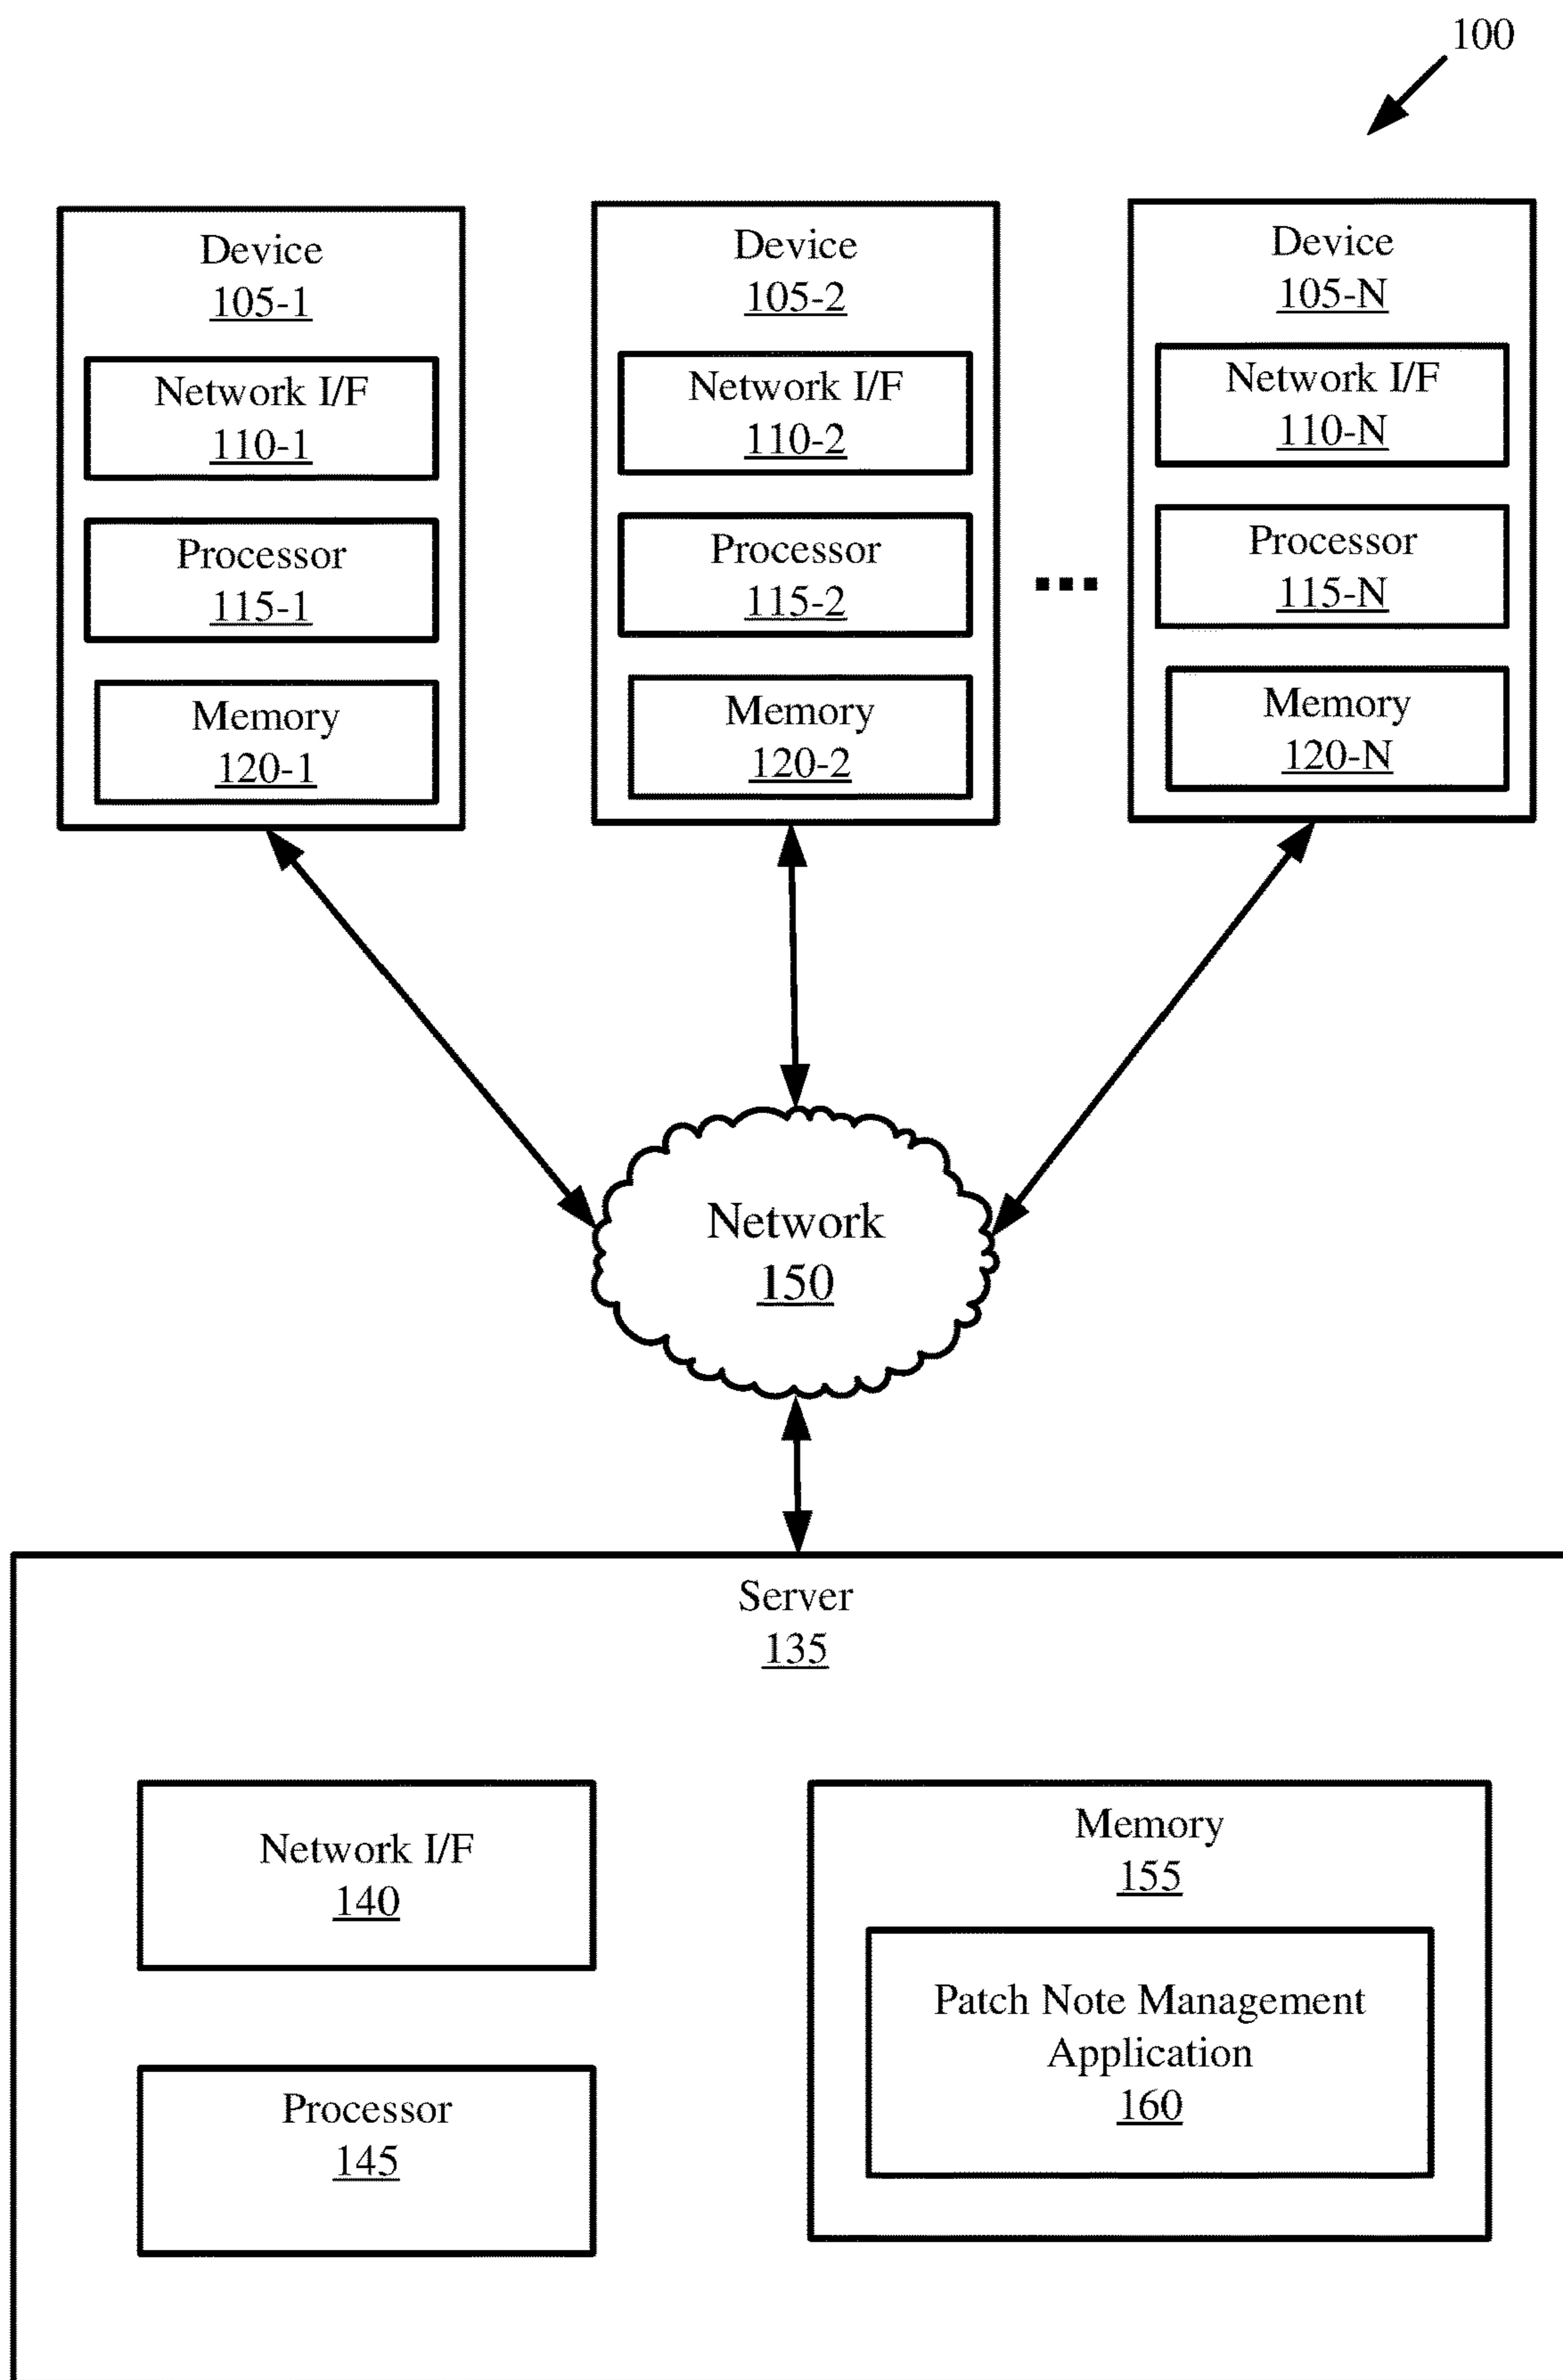 100
Device
105-1
Network I/F
110-1
Processor
115-1
Memory
120-1
Device
105-2
Network I/F
110-2
Processor
115-2
Memory
120-2
Device
105-N
Network I/F
110-N
Processor
115-N
Memory
120-N
Network
150
Server
135
Network I/F
140
Processor
145
Memory
155
Patch Note Management
Application
160